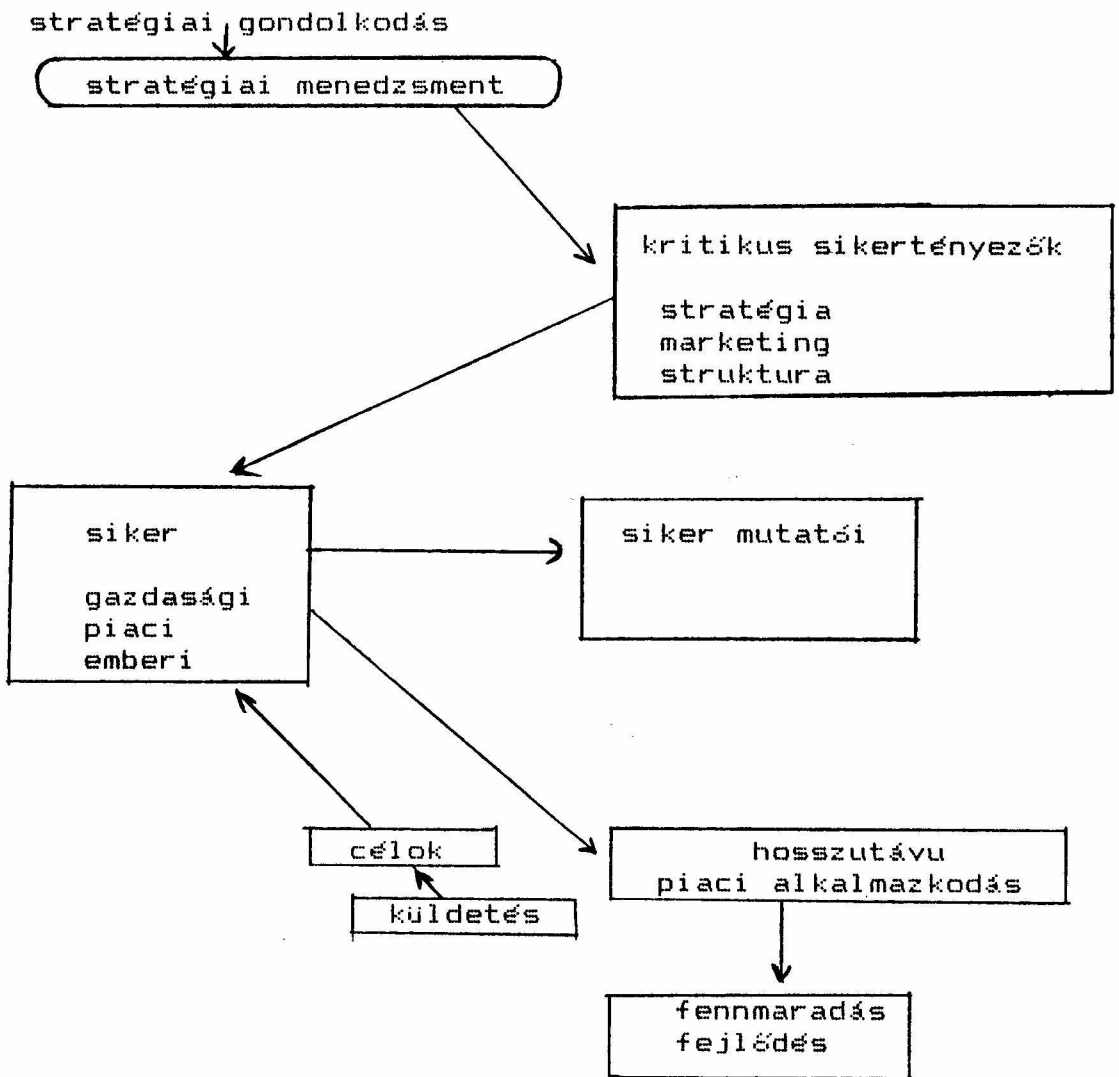 stratégiai gondolkodás
stratégiai menedzsment
kritikus sikertényezők
stratégia
marketing
struktura
siker
gazdasági
piaci
emberi
siker mutatói
célok
küldetés
hosszutávu
piaci alkalmazkodás
fennmaradás
fejlődés